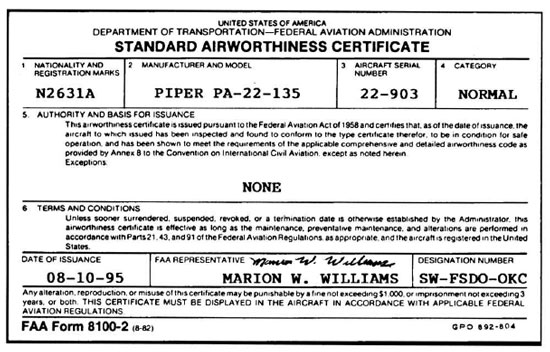 UNITED STATES OF AMERICA
DEPARTMENT OF TRANSPORTATION—FEDERAL AVIATION ADMINISTRATION
STANDARD AIRWORTHINESS CERTIFICATE
1 NATIONALITY AND REGISTRATION MARKS
N2631A
2 MANUFACTURER AND MODEL
PIPER PA-22-135
3 AIRCRAFT SERIAL NUMBER
22-903
4 CATEGORY
NORMAL
5. AUTHORITY AND BASIS FOR ISSUANCE
This airworthiness certificate is issued pursuant to the Federal Aviation Act of 1958 and certifies that, as of the date of issuance, the
aircraft to which issued has been inspected and found to conform to the type certificate therefor, to be in condition for safe
operation, and has been shown to meet the requirements of the applicable comprehensive and detailed airworthiness code as
provided by Annex 8 to the Convention on International Civil Aviation, except as noted herein.
Exceptions:
NONE
6 TERMS AND CONDITIONS
Unless sooner surrendered, suspended, revoked, or a termination date is otherwise established by the Administrator, this
airworthiness certificate is effective as long as the maintenance, preventative maintenance, and alterations are performed in
accordance with Parts 21, 43, and 91 of the Federal Aviation Regulations, as appropriate, and the aircraft is registered in the United
States.
DATE OF ISSUANCE
08-10-95
FAA REPRESENTATIVE Marion W. Williams
MARION W. WILLIAMS
DESIGNATION NUMBER
SW-FSDO-OKC
Any alteration, reproduction, or misuse of this certificate may be punishable by a fine not exceeding $1,000, or imprisonment not exceeding 3
years, or both. THIS CERTIFICATE MUST BE DISPLAYED IN THE AIRCRAFT IN ACCORDANCE WITH APPLICABLE FEDERAL
AVIATION REGULATIONS
FAA Form 8100-2 (8-82)
GPO 892-804